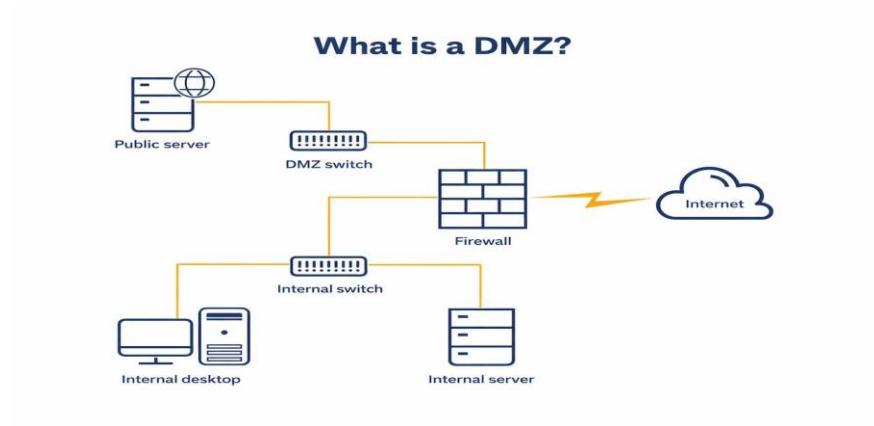 What is a DMZ?
Public server
DMZ switch
Internet
Firewall
Internal switch
Internal desktop
Internal server